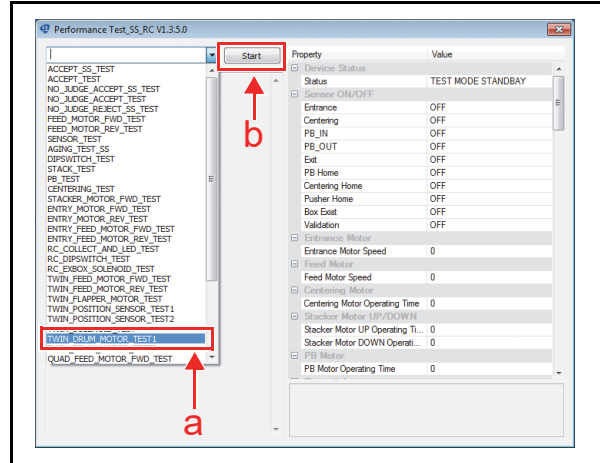 Performance Test_SS_RC V1.3.5.0
Start
ACCEPT_SS_TEST
ACCEPT_TEST
NO_JUDGE_ACCEPT_SS_TEST
NO_JUDGE_ACCEPT_TEST
NO_JUDGE_REJECT_SS_TEST
FEED_MOTOR_FWD_TEST
FEED_MOTOR_REV_TEST
SENSOR_TEST
AGING_TEST_SS
DIPSWITCH_TEST
STACK_TEST
PB_TEST
CENTERING_TEST
STACKER_MOTOR_FWD_TEST
ENTRY_MOTOR_FWD_TEST
ENTRY_MOTOR_REV_TEST
ENTRY_FEED_MOTOR_FWD_TEST
ENTRY_FEED_MOTOR_REV_TEST
RC_COLLECT_AND_LED_TEST
RC_DIPSWITCH_TEST
RC_EXBOX_SOLENOID_TEST
TWIN_FEED_MOTOR_FWD_TEST
TWIN_FEED_MOTOR_REV_TEST
TWIN_FLAPPER_MOTOR_TEST
TWIN_POSITION_SENSOR_TEST1
TWIN_POSITION_SENSOR_TEST2
TWIN_DRUM_MOTOR_TEST1
QUAD_FEED_MOTOR_FWD_TEST
a
b
Property Value
Device Status
Status TEST MODE STANDBAY
Sensor ON/OFF
Entrance OFF
Centering OFF
PB_IN OFF
PB_OUT OFF
Exit OFF
PB Home OFF
Centering Home OFF
Pusher Home OFF
Box Exist OFF
Validation OFF
Entrance Motor
Entrance Motor Speed 0
Feed Motor
Feed Motor Speed 0
Centering Motor
Centering Motor Operating Time 0
Stacker Motor UP/DOWN
Stacker Motor UP Operating Ti... 0
Stacker Motor DOWN Operati... 0
PB Motor
PB Motor Operating Time 0